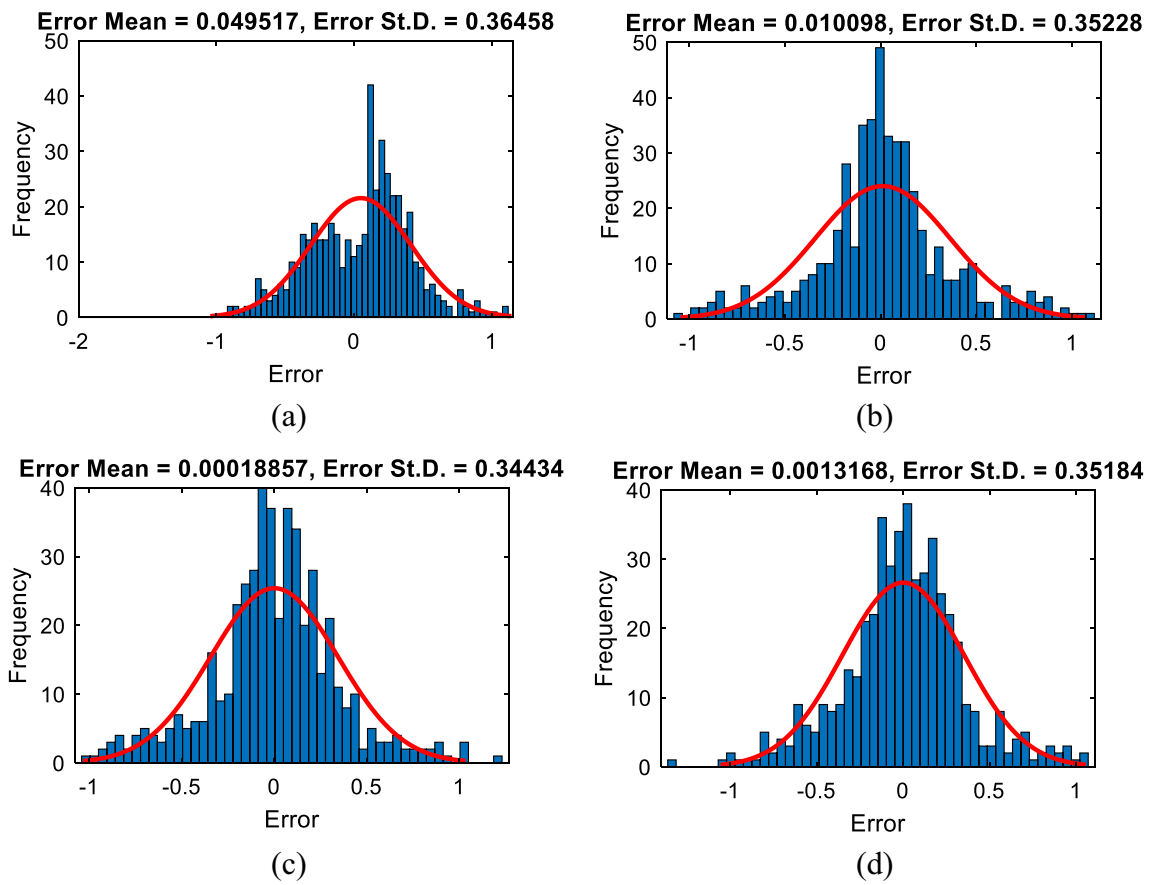 Error Mean = 0.049517, Error St.D. = 0.36458
50
40
30
20
10
0
Frequency
-2
-1
0
1
Error
(a)
Error Mean = 0.010098, Error St.D. = 0.35228
50
40
30
20
10
0
Frequency
-1
-0.5
0
0.5
1
Error
(b)
Error Mean = 0.00018857, Error St.D. = 0.34434
40
30
20
10
0
Frequency
-1
-0.5
0
0.5
1
Error
(c)
Error Mean = 0.0013168, Error St.D. = 0.35184
40
30
20
10
0
Frequency
-1
-0.5
0
0.5
1
Error
(d)